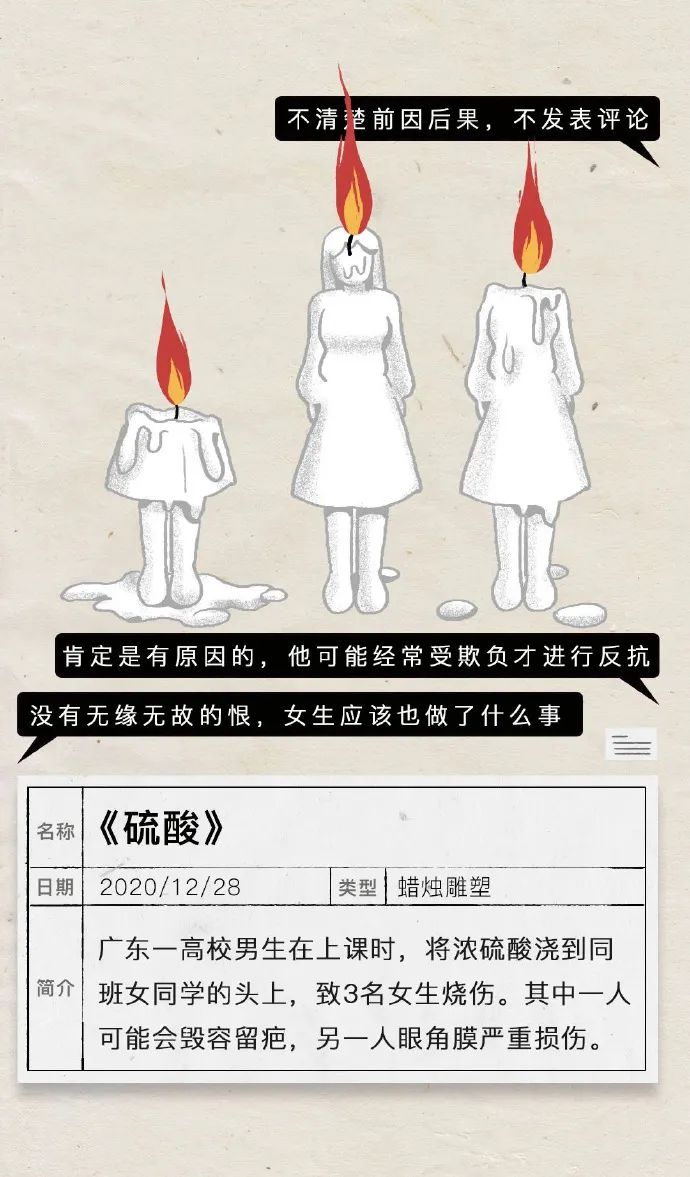 不清楚前因后果，不发表评论
肯定是有原因的，他可能经常受欺负才进行反抗
没有无缘无故的恨，女生应该也做了什么事
名称 《硫酸》
日期 2020/12/28 类型 蜡烛雕塑
简介
广东一高校男生在上课时，将浓硫酸浇到同
班女同学的头上，致3名女生烧伤。其中一人
可能会毁容留疤，另一人眼角膜严重损伤。